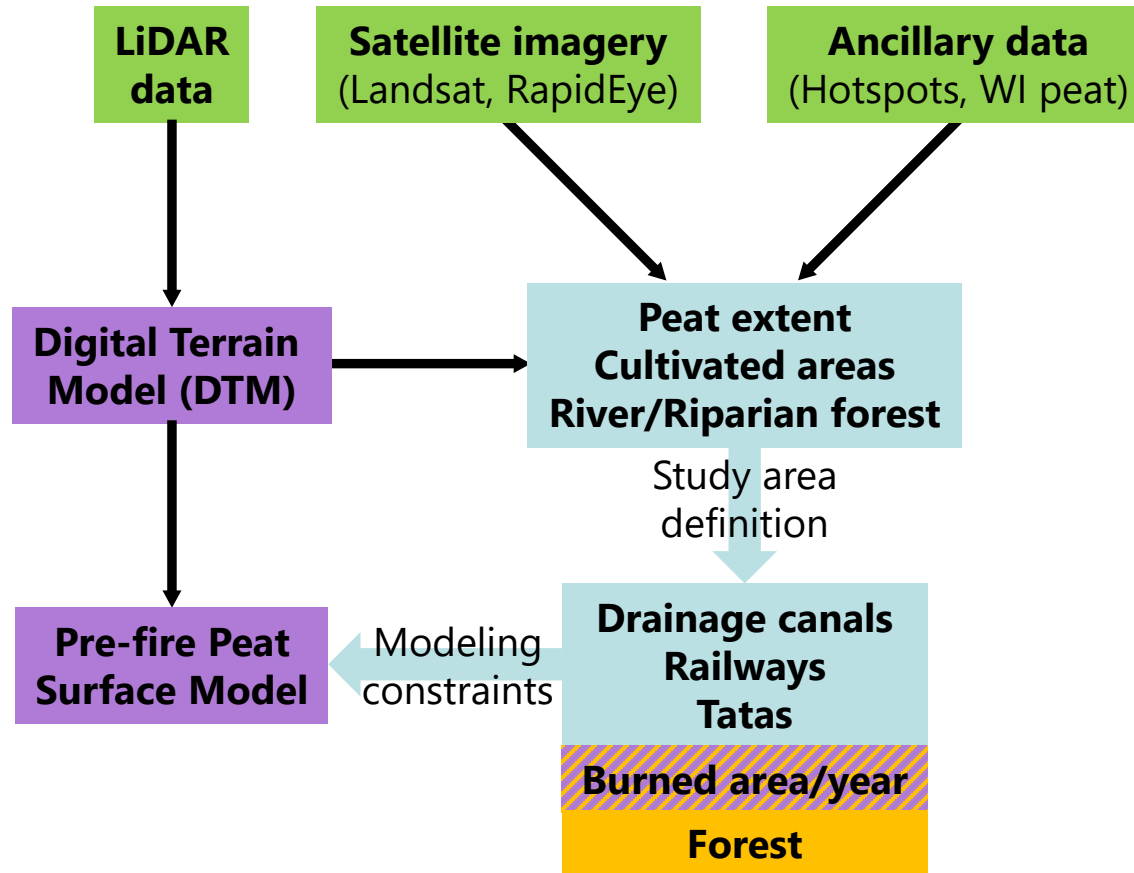 LiDAR
data
Satellite imagery
(Landsat, RapidEye)
Ancillary data
(Hotspots, WI peat)
Digital Terrain
Model (DTM)
Peat extent
Cultivated areas
River/Riparian forest
Study area
definition
Pre-fire Peat
Surface Model
Modeling
constraints
Drainage canals
Railways
Tatas
Burned area/year
Forest